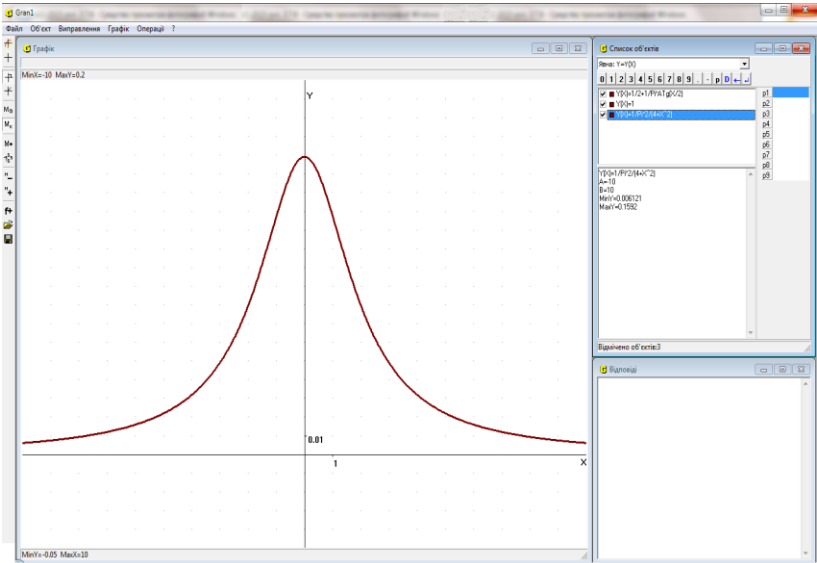 Gran1
Файл Об'єкт Виправлення Графік Операції ?
Графік
MinX=-10 MaxY=0.2
Y
0.01
1
X
MinY=-0.05 MaxX=10
Список об'єктів
Явна: Y=Y(X)
0 1 2 3 4 5 6 7 8 9 . - p D ← ↵
Y(X)=1/2+1/PI*ATg(X/2)
Y(X)=1
Y(X)=1/PI*2/(4+X^2)
p1
p2
p3
p4
p5
p6
p7
p8
p9
Y(X)=1/PI*2/(4+X^2)
A=-10
B=10
MinY=0.006121
MaxY=0.1592
Відмічено об'єктів:3
Відповіді